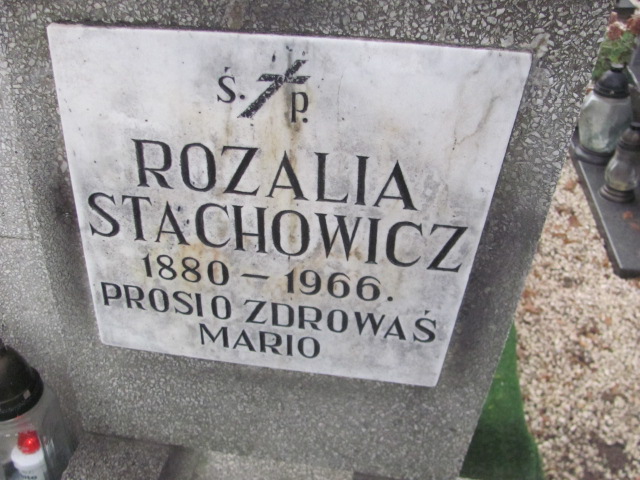 Ś. P.
ROZALIA
STACHOWICZ
1880 – 1966.
PROSI O ZDROWAŚ
MARIO